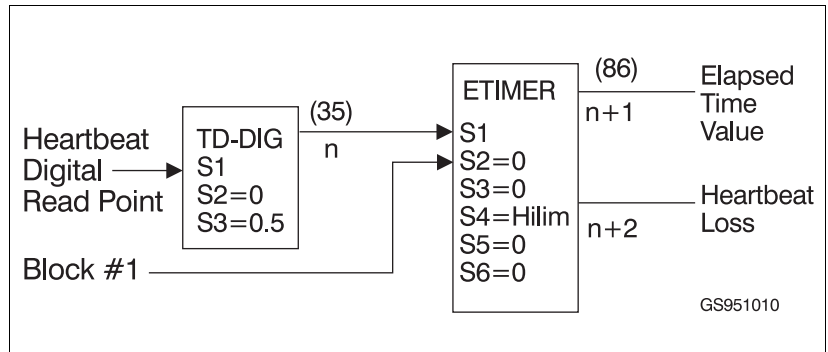 Heartbeat
Digital
Read Point
Block #1
TD-DIG
S1
S2=0
S3=0.5
(35)
n
ETIMER
S1
S2=0
S3=0
S4=Hilim
S5=0
S6=0
(86)
n+1
n+2
Elapsed
Time
Value
Heartbeat
Loss
GS951010